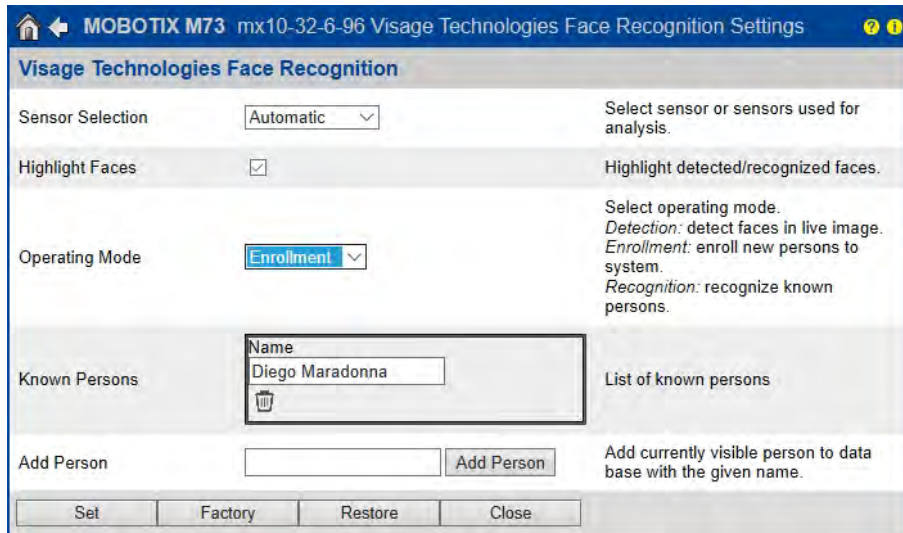 MOBOTIX M73 mx10-32-6-96 Visage Technologies Face Recognition Settings ? i
Visage Technologies Face Recognition
Sensor Selection
Automatic
Select sensor or sensors used for
analysis.
Highlight Faces
Highlight detected/recognized faces.
Operating Mode
Enrollment
Select operating mode.
Detection: detect faces in live image.
Enrollment: enroll new persons to
system.
Recognition: recognize known
persons.
Known Persons
Name
Diego Maradonna
List of known persons
Add Person
Add Person
Add currently visible person to data
base with the given name.
Set Factory Restore Close